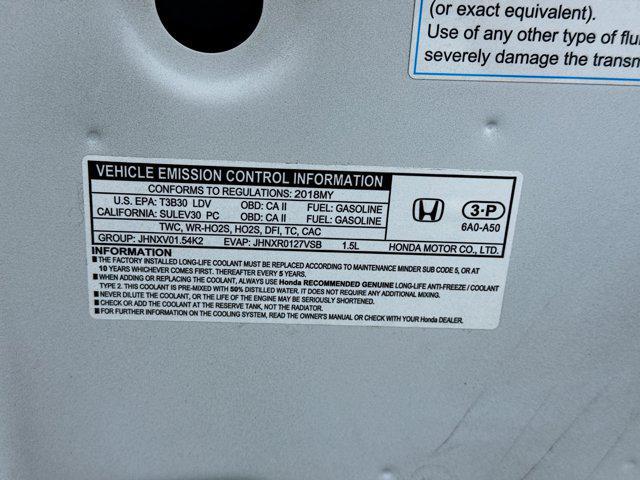 (or exact equivalent).
Use of any other type of flu
severely damage the transm
VEHICLE EMISSION CONTROL INFORMATION
CONFORMS TO REGULATIONS: 2018MY
U.S. EPA: T3B30 LDV OBD: CA II FUEL: GASOLINE
CALIFORNIA: SULEV30 PC OBD: CA II FUEL: GASOLINE
TWC, WR-HO2S, HO2S, DFI, TC, CAC
GROUP: JHNXV01.54K2 EVAP: JHNXR0127VSB 1.5L
3-P
6A0-A50
HONDA MOTOR CO., LTD.
INFORMATION
■ THE FACTORY INSTALLED LONG-LIFE COOLANT MUST BE REPLACED ACCORDING TO MAINTENANCE MINDER SUB CODE 5, OR AT
10 YEARS WHICHEVER COMES FIRST. THEREAFTER EVERY 5 YEARS.
■ WHEN ADDING OR REPLACING THE COOLANT, ALWAYS USE Honda RECOMMENDED GENUINE LONG-LIFE ANTI-FREEZE / COOLANT
TYPE 2. THIS COOLANT IS PRE-MIXED WITH 50% DISTILLED WATER. IT DOES NOT REQUIRE ANY ADDITIONAL MIXING.
■ NEVER DILUTE THE COOLANT, OR THE LIFE OF THE ENGINE MAY BE SERIOUSLY SHORTENED.
■ CHECK OR ADD THE COOLANT AT THE RESERVE TANK, NOT THE RADIATOR.
■ FOR FURTHER INFORMATION ON THE COOLING SYSTEM, READ THE OWNER'S MANUAL OR CHECK WITH YOUR Honda DEALER.